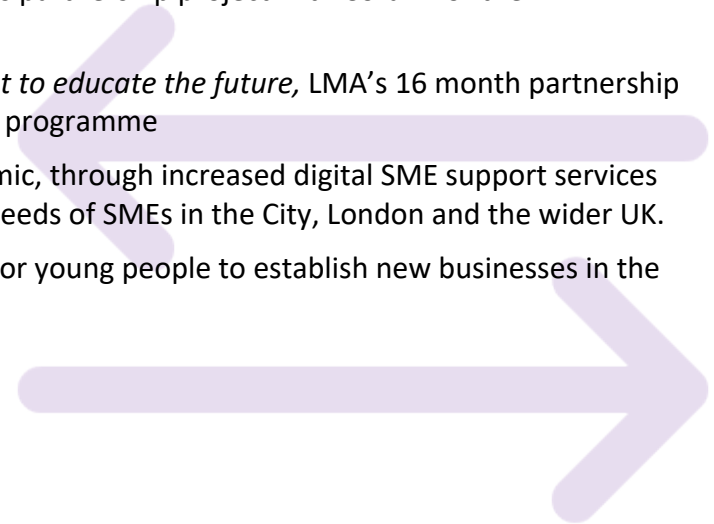 t to educate the future, LMA’s 16 month partnership
programme
mic, through increased digital SME support services
eeds of SMEs in the City, London and the wider UK.
or young people to establish new businesses in the